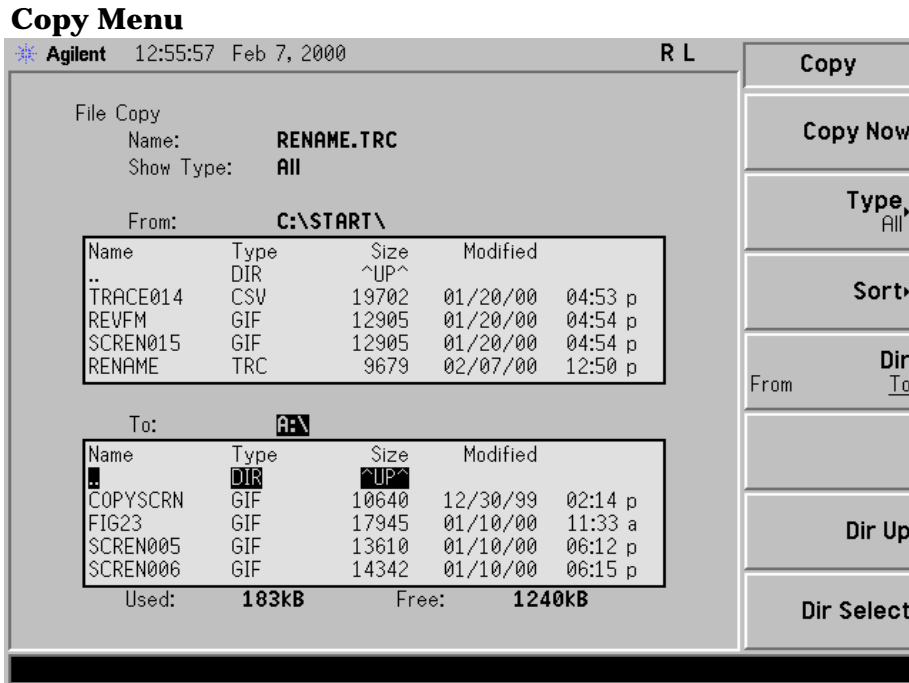 Copy Menu
Agilent 12:55:57 Feb 7, 2000 R L
File Copy
Name: RENAME.TRC
Show Type: All
From: C:\START\
Name Type Size Modified
.. DIR ^UP^
TRACE014 CSV 19702 01/20/00 04:53 p
REVFM GIF 12905 01/20/00 04:54 p
SCREN015 GIF 12905 01/20/00 04:54 p
RENAME TRC 9679 02/07/00 12:50 p
To: A:\
Name Type Size Modified
.. DIR ^UP^
COPYSCRN GIF 10640 12/30/99 02:14 p
FIG23 GIF 17945 01/10/00 11:33 a
SCREN005 GIF 13610 01/10/00 06:12 p
SCREN006 GIF 14342 01/10/00 06:15 p
Used: 183kB Free: 1240kB
Copy
Copy Now
Type
All
Sort
Dir
From To
Dir Up
Dir Select